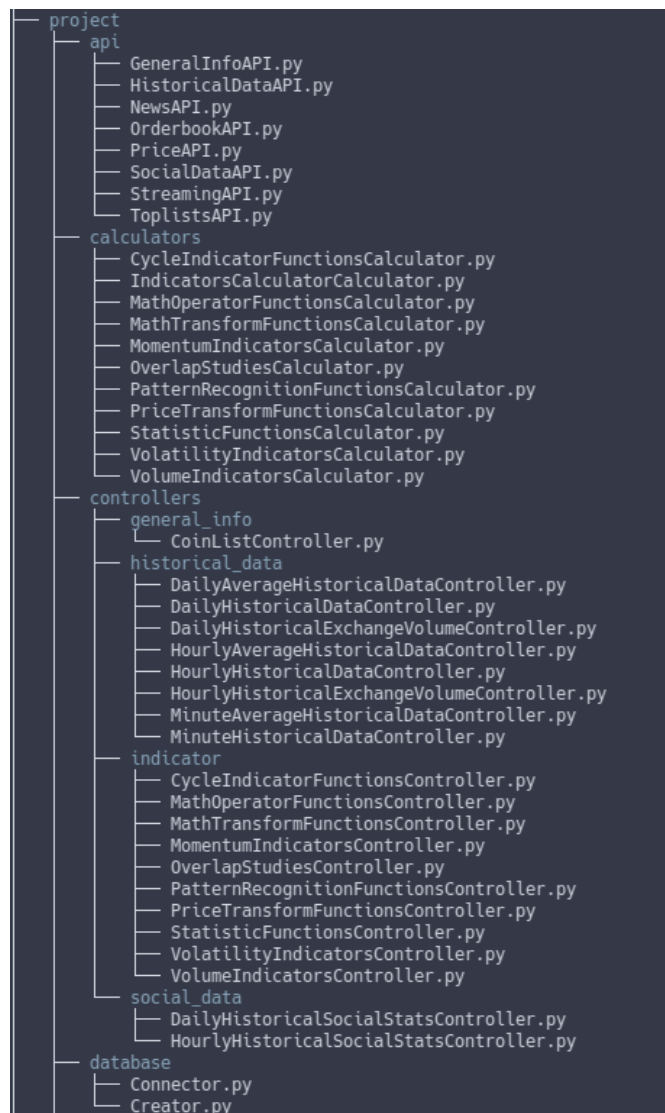 project
api
GeneralInfoAPI.py
HistoricalDataAPI.py
NewsAPI.py
OrderbookAPI.py
PriceAPI.py
SocialDataAPI.py
StreamingAPI.py
ToplistsAPI.py
calculators
CycleIndicatorFunctionsCalculator.py
IndicatorsCalculatorCalculator.py
MathOperatorFunctionsCalculator.py
MathTransformFunctionsCalculator.py
MomentumIndicatorsCalculator.py
OverlapStudiesCalculator.py
PatternRecognitionFunctionsCalculator.py
PriceTransformFunctionsCalculator.py
StatisticFunctionsCalculator.py
VolatilityIndicatorsCalculator.py
VolumeIndicatorsCalculator.py
controllers
general_info
CoinListController.py
historical_data
DailyAverageHistoricalDataController.py
DailyHistoricalDataController.py
DailyHistoricalExchangeVolumeController.py
HourlyAverageHistoricalDataController.py
HourlyHistoricalDataController.py
HourlyHistoricalExchangeVolumeController.py
MinuteAverageHistoricalDataController.py
MinuteHistoricalDataController.py
indicator
CycleIndicatorFunctionsController.py
MathOperatorFunctionsController.py
MathTransformFunctionsController.py
MomentumIndicatorsController.py
OverlapStudiesController.py
PatternRecognitionFunctionsController.py
PriceTransformFunctionsController.py
StatisticFunctionsController.py
VolatilityIndicatorsController.py
VolumeIndicatorsController.py
social_data
DailyHistoricalSocialStatsController.py
HourlyHistoricalSocialStatsController.py
database
Connector.py
Creator.py